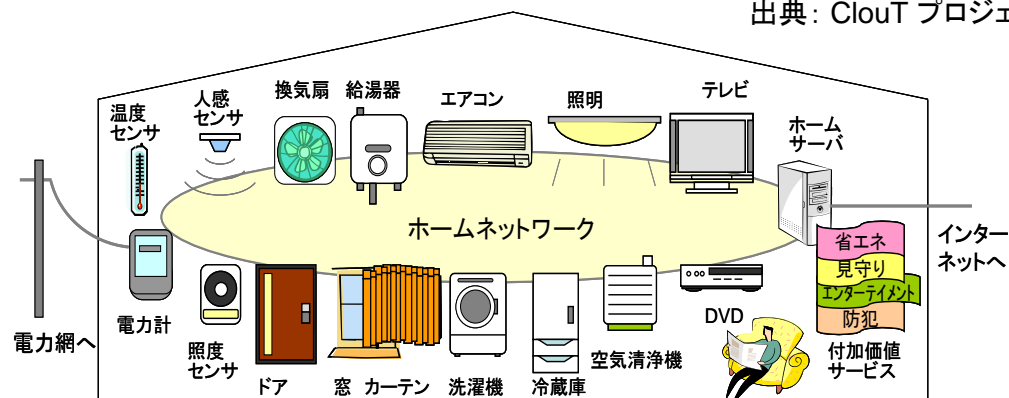 出典: ClouT プロジェ
換気扇
給湯器
エアコン
照明
テレビ
温度
センサ
人感
センサ
ホーム
サーバ
ホームネットワーク
インター
ネットへ
省エネ
見守り
エンターテイメント
防犯
付加価値
サービス
電力網へ
電力計
照度
センサ
ドア
窓
カーテン
洗濯機
冷蔵庫
空気清浄機
DVD